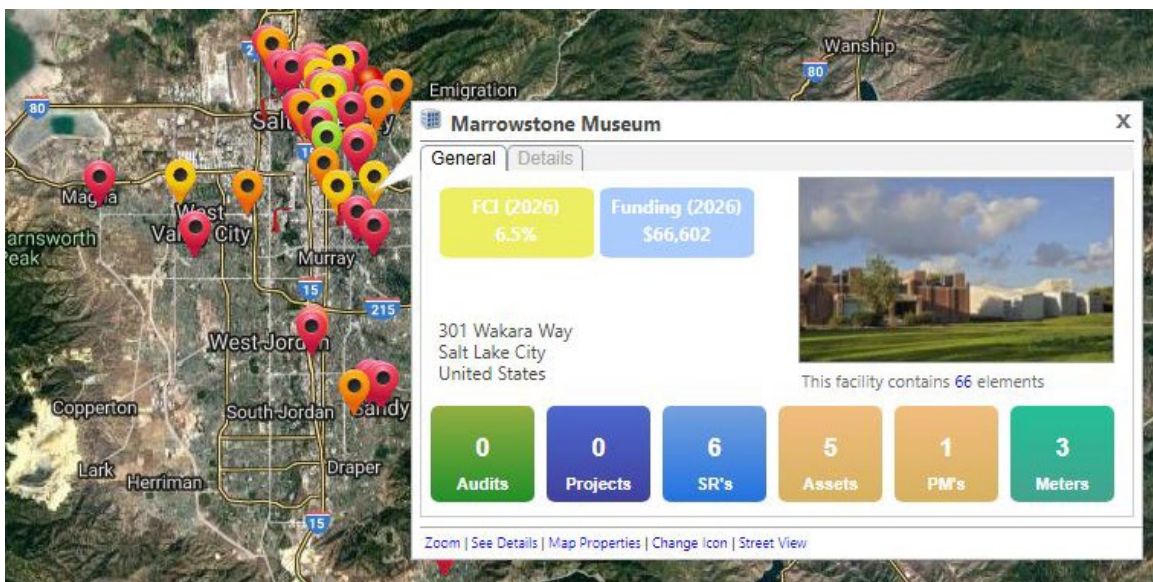 Wanship
80
Emigration
80
Magna
West
Valley City
arnsworth
eak
Murray
15
215
West Jordan
Copperton
South Jordan
Sandy
Lark
Herriman
Draper
15
Marrowstone Museum
X
General
Details
FCI (2026)
6.5%
Funding (2026)
$66,602
301 Wakara Way
Salt Lake City
United States
This facility contains 66 elements
0
Audits
0
Projects
6
SR's
5
Assets
1
PM's
3
Meters
Zoom | See Details | Map Properties | Change Icon | Street View